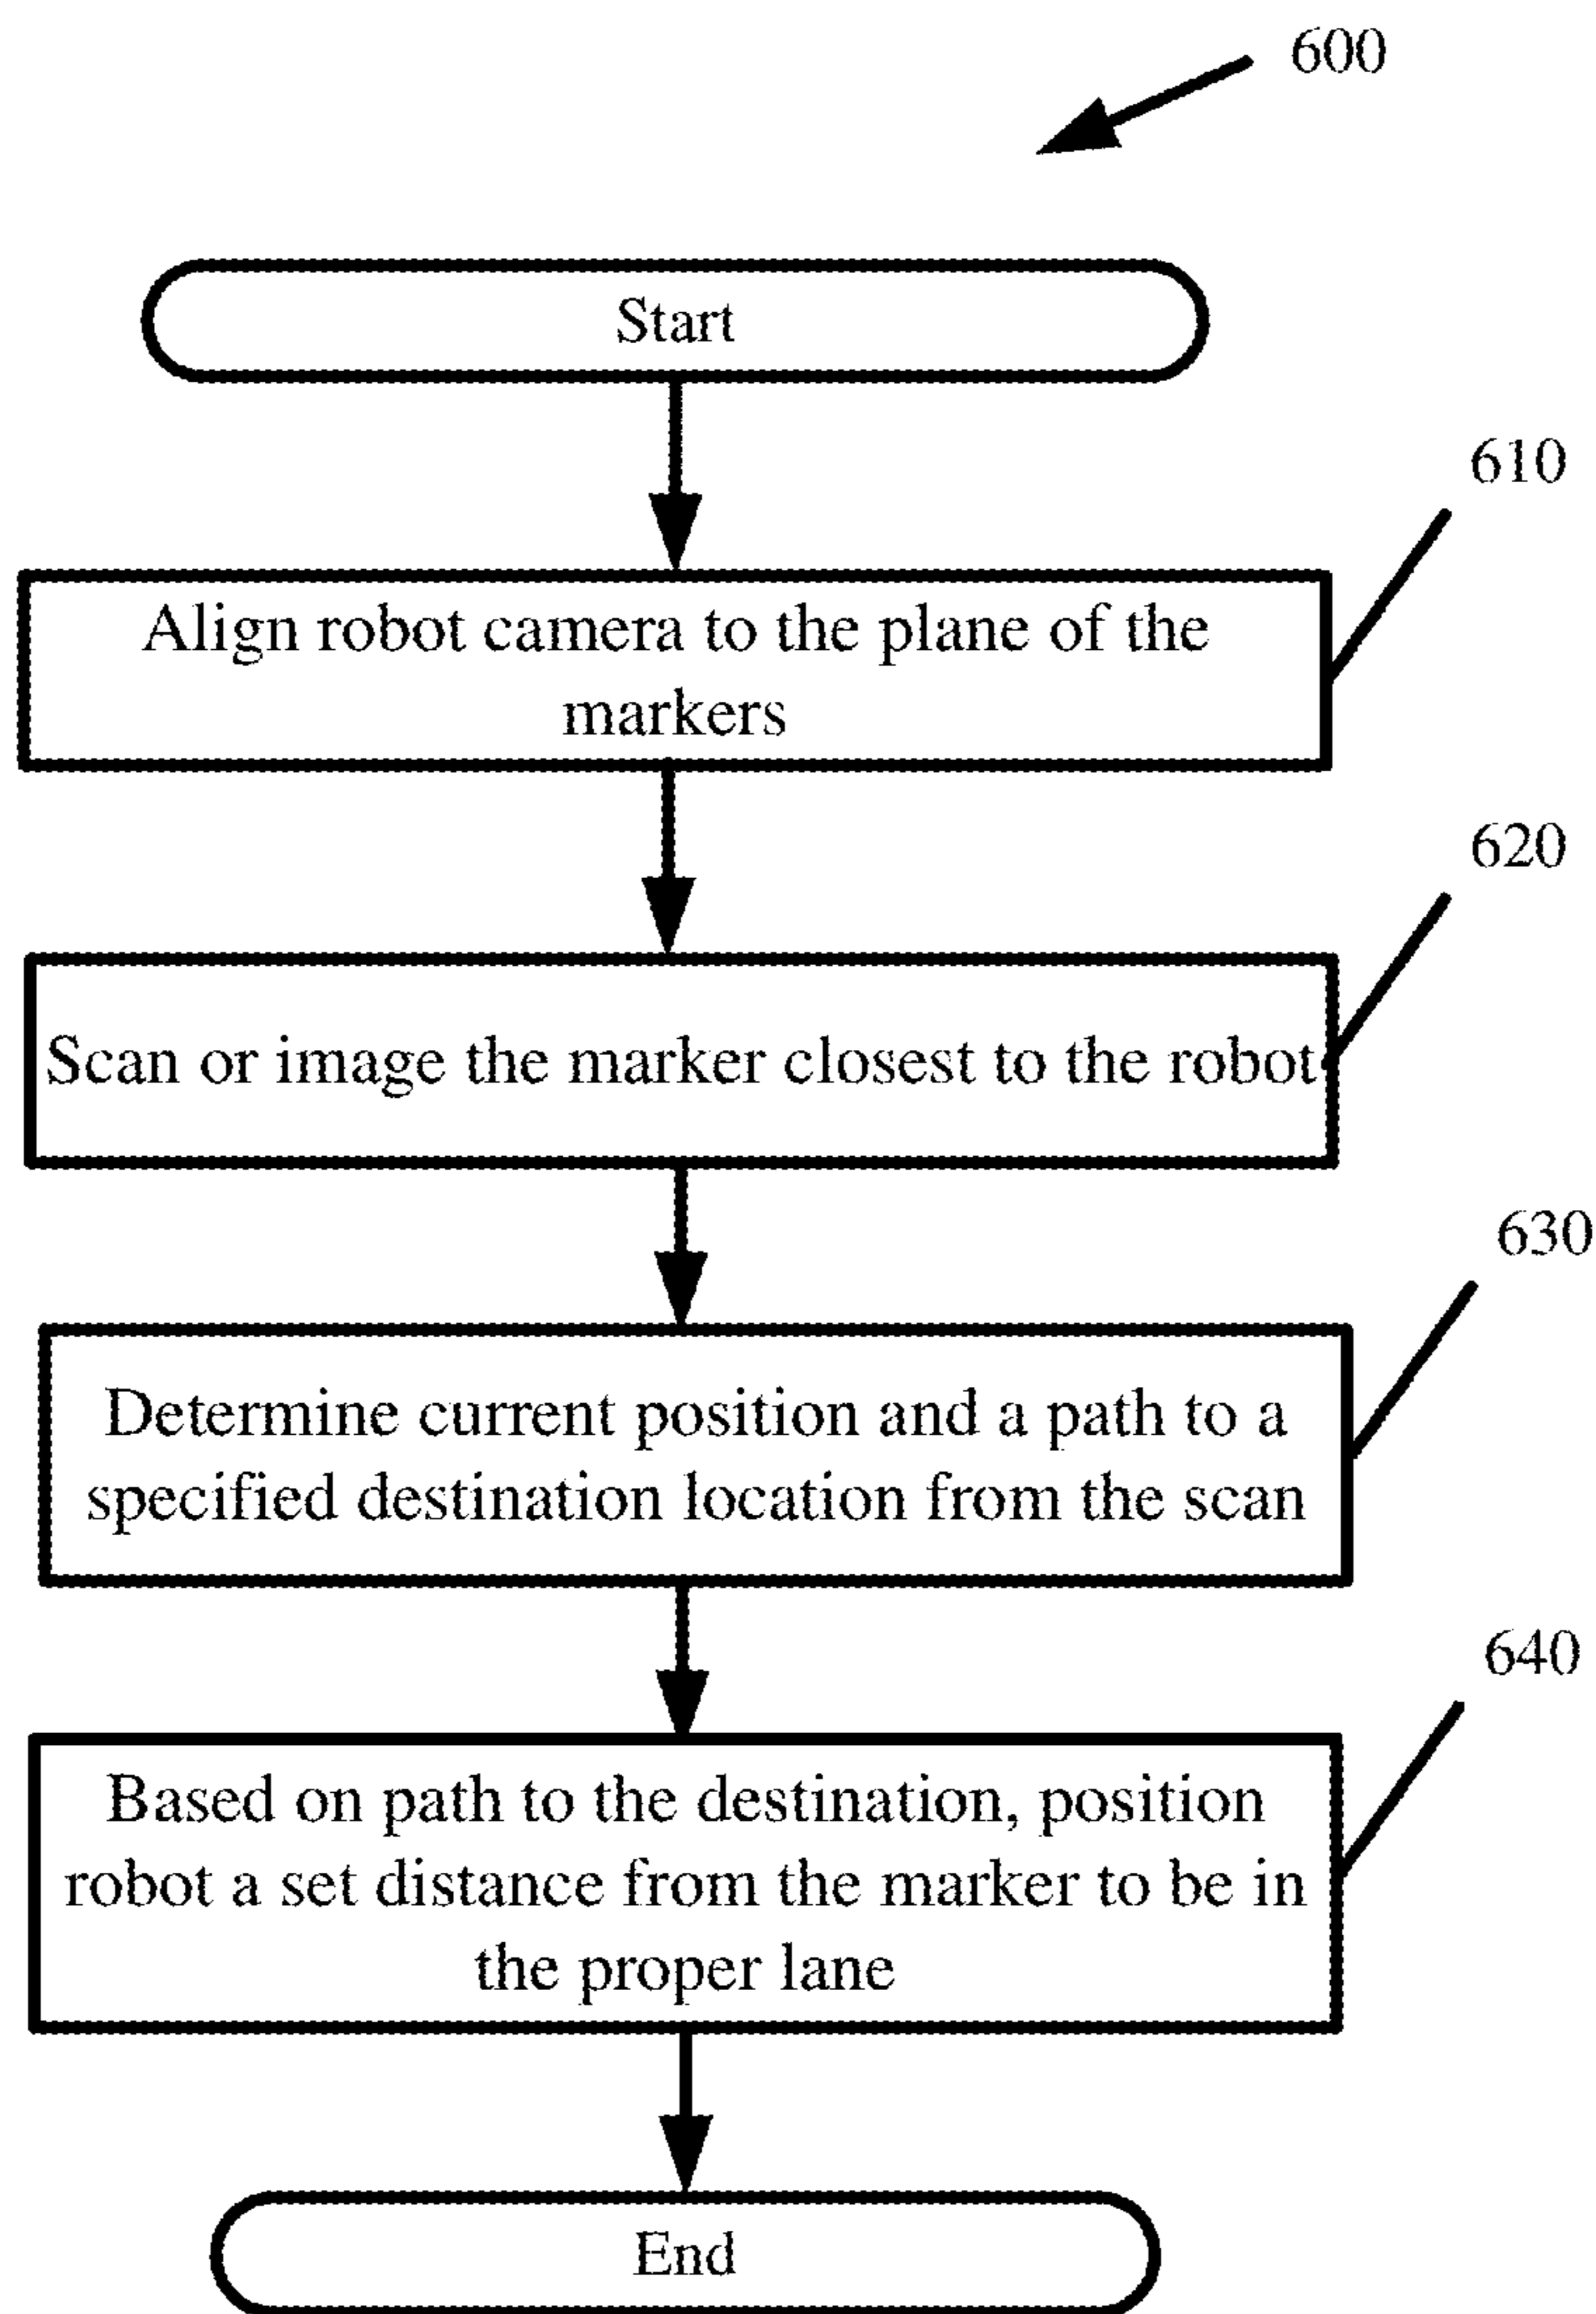 600
Start
610
Align robot camera to the plane of the
markers
620
Scan or image the marker closest to the robot
630
Determine current position and a path to a
specified destination location from the scan
640
Based on path to the destination, position
robot a set distance from the marker to be in
the proper lane
End